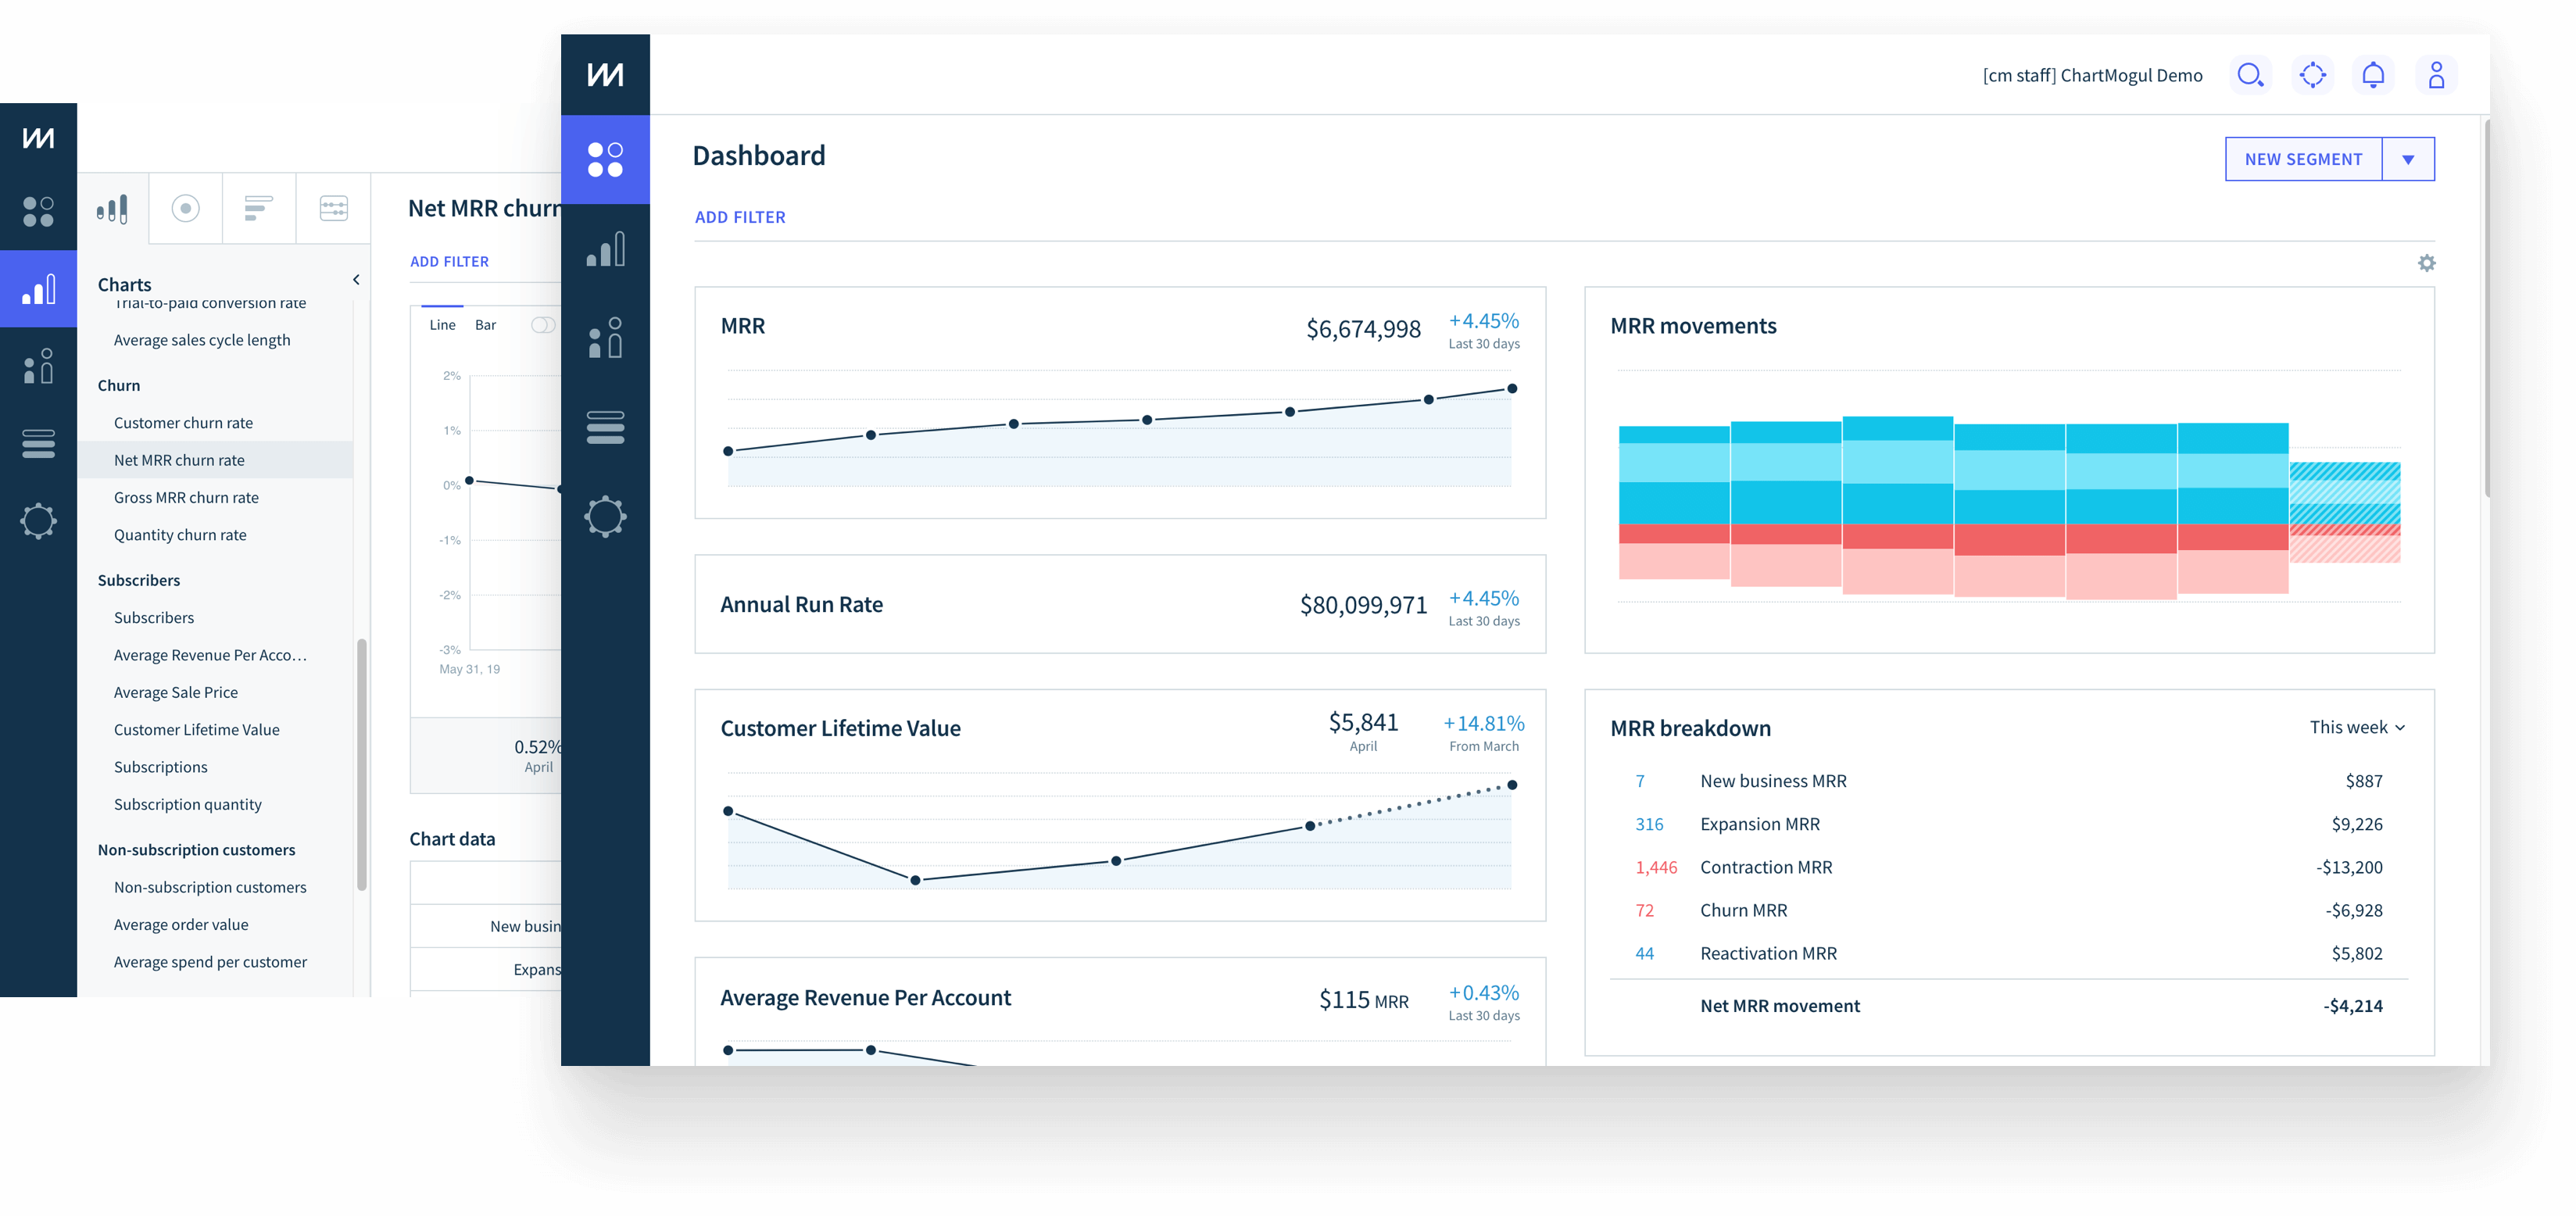 Net MRR churn
ADD FILTER
Charts
Trial-to-paid conversion rate
Average sales cycle length
Churn
Customer churn rate
Net MRR churn rate
Gross MRR churn rate
Quantity churn rate
Subscribers
Subscribers
Average Revenue Per Acco…
Average Sale Price
Customer Lifetime Value
Subscriptions
Subscription quantity
Non-subscription customers
Non-subscription customers
Average order value
Average spend per customer
Line Bar
2%
1%
0%
-1%
-2%
-3%
May 31, 19
0.52%
April
Chart data
New busin
Expans
[cm staff] ChartMogul Demo
Dashboard
NEW SEGMENT
ADD FILTER
MRR
$6,674,998
+4.45%
Last 30 days
Annual Run Rate
$80,099,971
+4.45%
Last 30 days
Customer Lifetime Value
$5,841
April
+14.81%
From March
Average Revenue Per Account
$115 MRR
+0.43%
Last 30 days
MRR movements
MRR breakdown
This week
7 New business MRR $887
316 Expansion MRR $9,226
1,446 Contraction MRR -$13,200
72 Churn MRR -$6,928
44 Reactivation MRR $5,802
Net MRR movement -$4,214